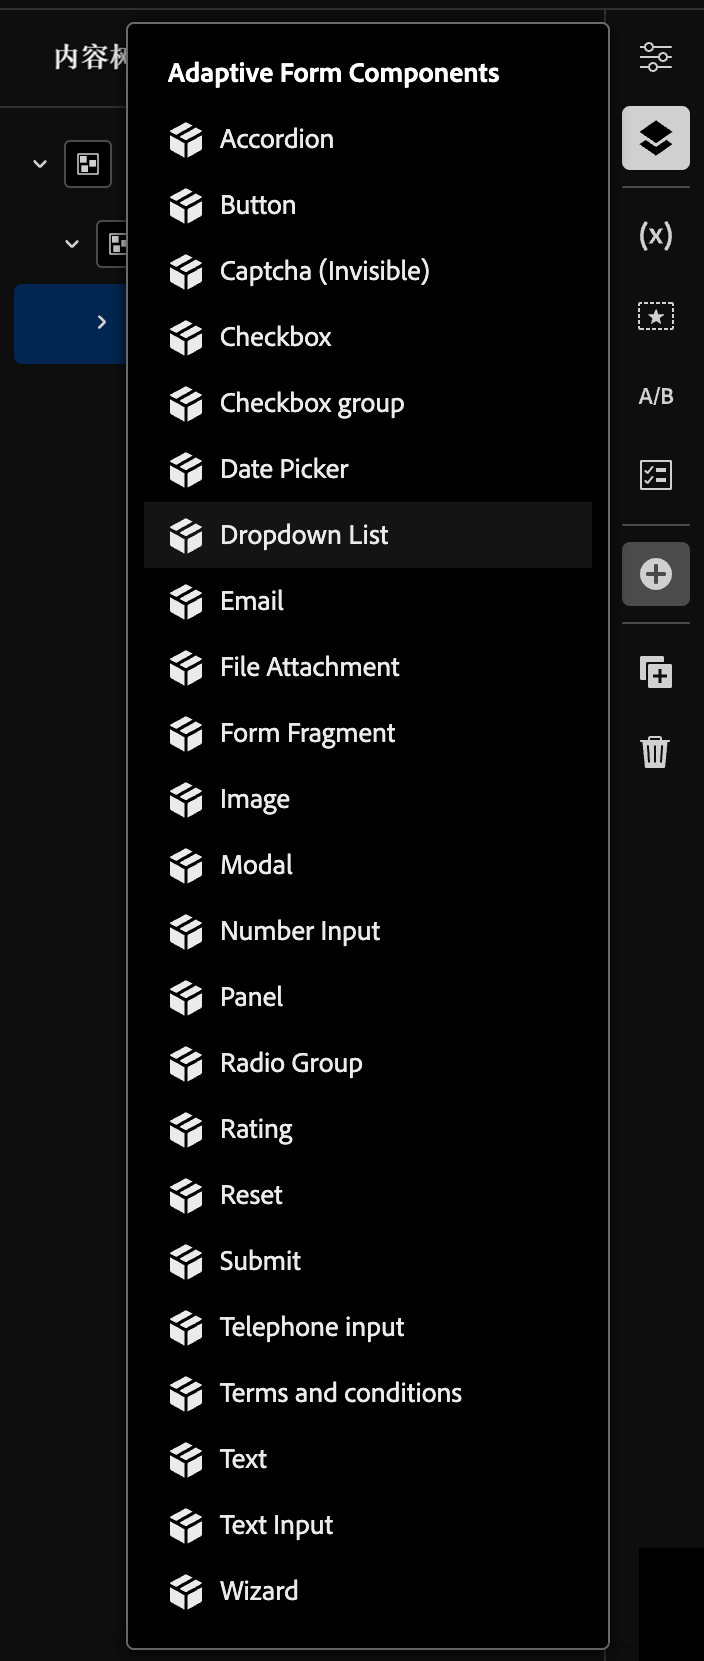 内容树
Adaptive Form Components
Accordion
Button
Captcha (Invisible)
Checkbox
Checkbox group
Date Picker
Dropdown List
Email
File Attachment
Form Fragment
Image
Modal
Number Input
Panel
Radio Group
Rating
Reset
Submit
Telephone input
Terms and conditions
Text
Text Input
Wizard
(x)
A/B